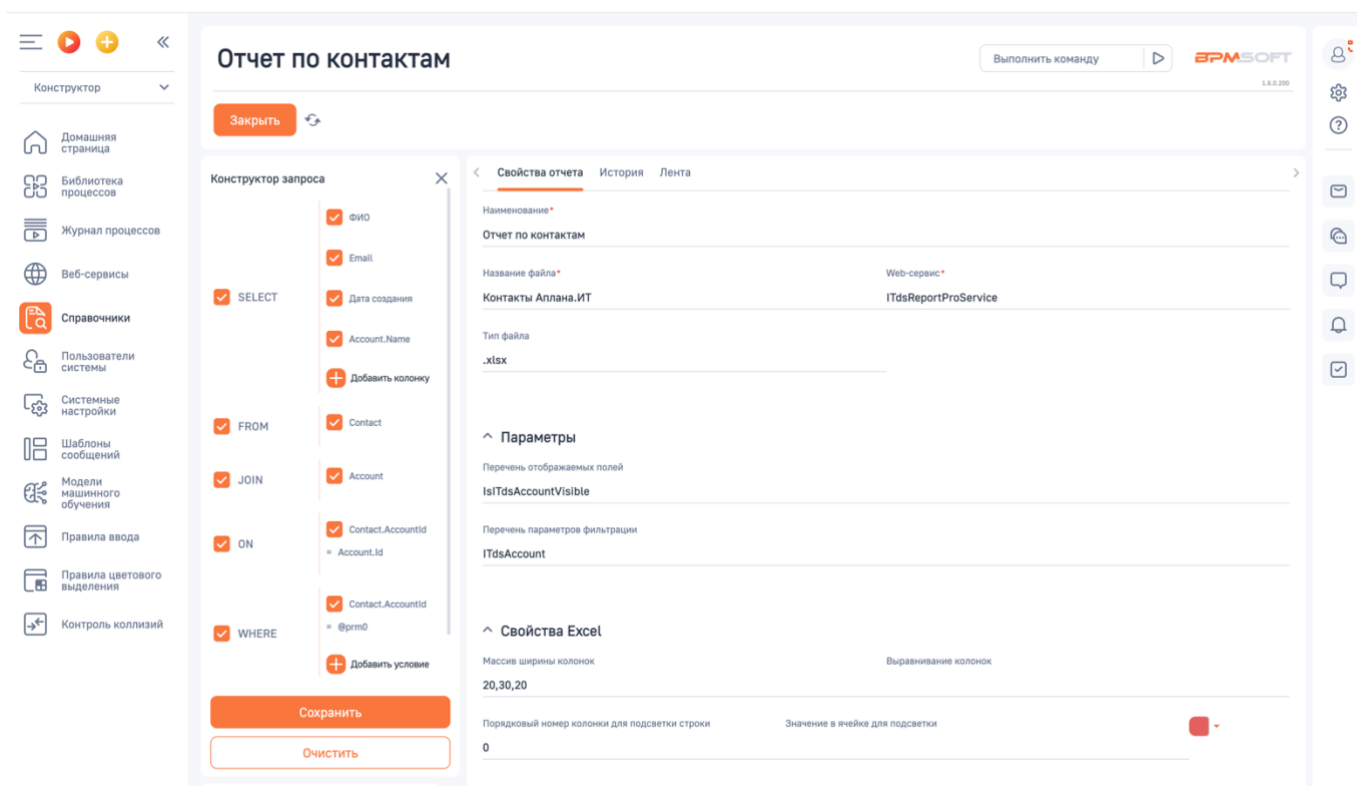 Отчет по контактам
Выполнить команду
BPMSOFT
1.6.0.200
Конструктор
Закрыть
Домашняя
страница
Библиотека
процессов
Журнал процессов
Веб-сервисы
Справочники
Пользователи
системы
Системные
настройки
Шаблоны
сообщений
Модели
машинного
обучения
Правила ввода
Правила цветового
выделения
Контроль коллизий
Конструктор запроса
SELECT
ФИО
Email
Дата создания
Account.Name
Добавить колонку
FROM
Contact
JOIN
Account
ON
Contact.AccountId
= Account.Id
WHERE
Contact.AccountId
= @prm0
Добавить условие
Сохранить
Очистить
Свойства отчета История Лента
Наименование*
Отчет по контактам
Название файла* Web-сервис*
Контакты Аплана.ИТ ITdsReportProService
Тип файла
.xlsx
Параметры
Перечень отображаемых полей
IsITdsAccountVisible
Перечень параметров фильтрации
ITdsAccount
Свойства Excel
Массив ширины колонок Выравнивание колонок
20,30,20
Порядковый номер колонки для подсветки строки Значение в ячейке для подсветки
0